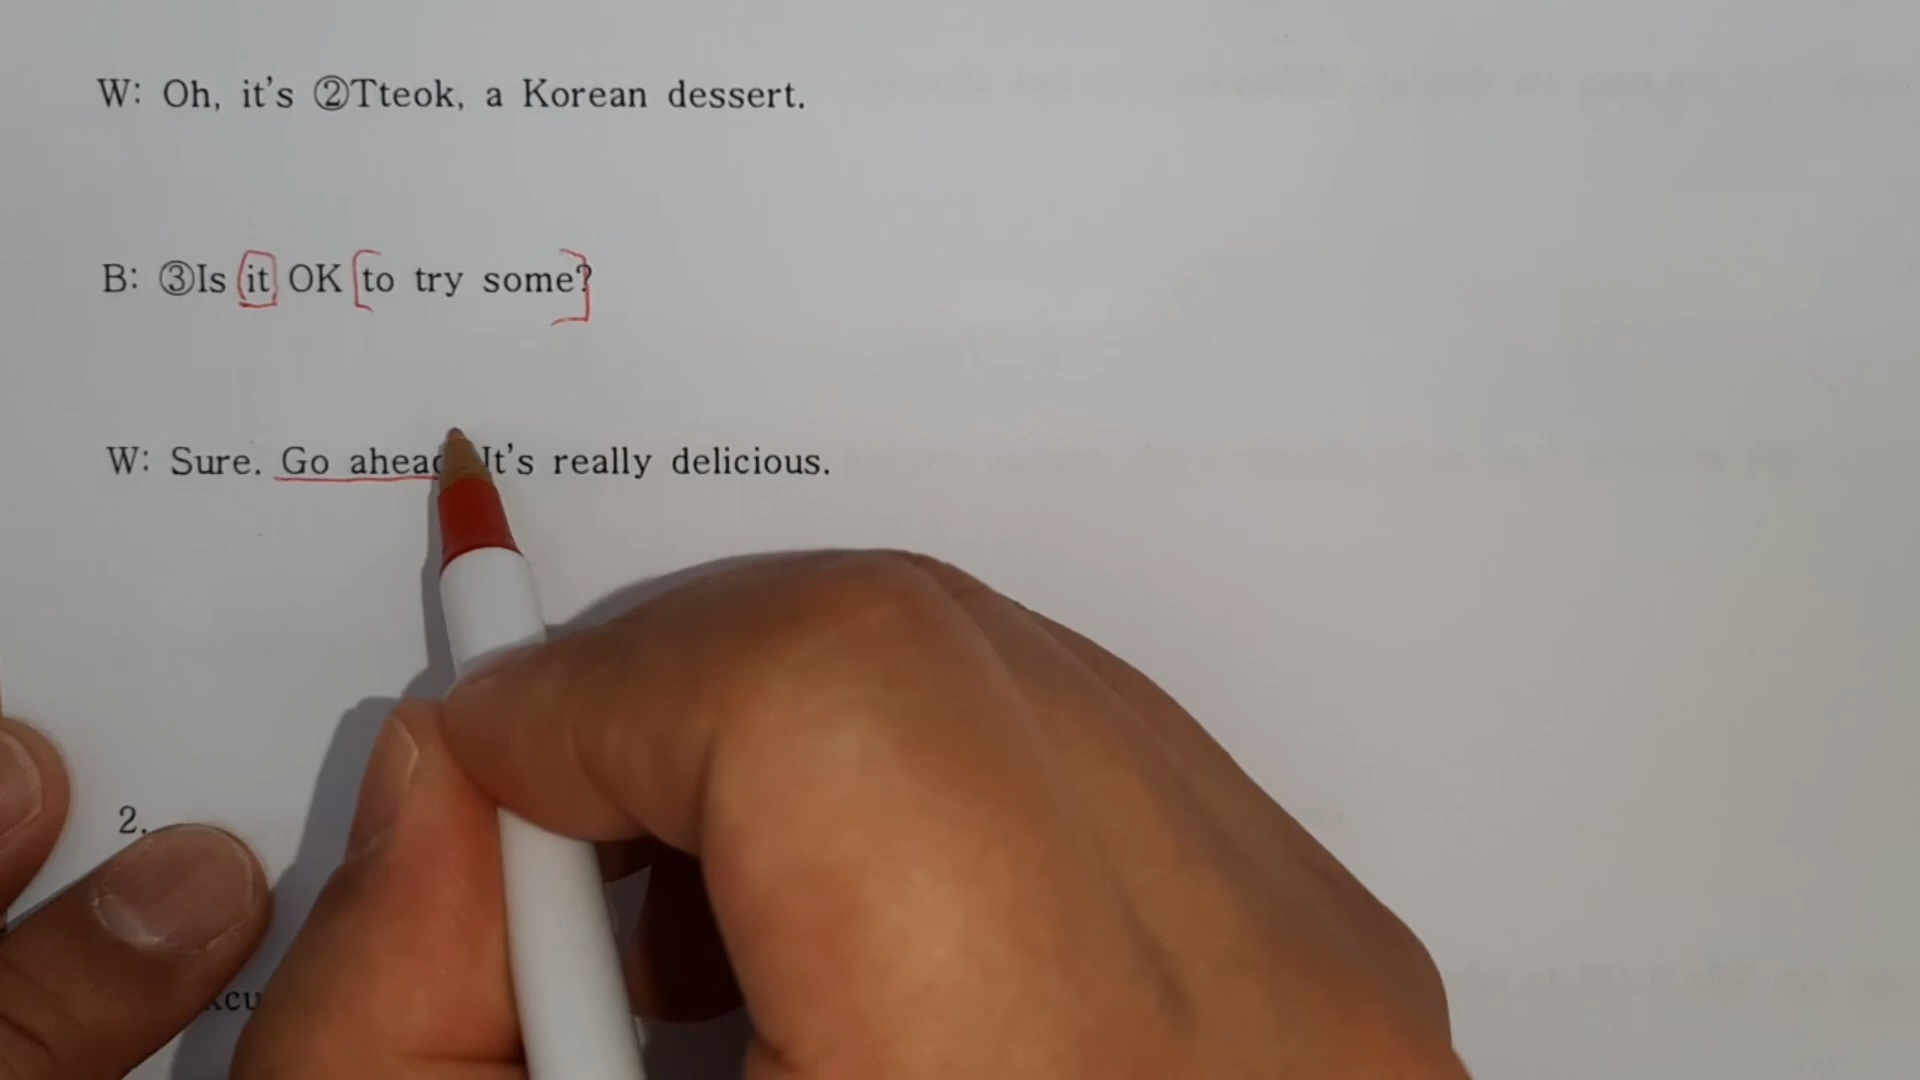 W: Oh, it's ②Tteok, a Korean dessert.
B: ③Is it OK to try some?
W: Sure. Go ahead It's really delicious.
2.